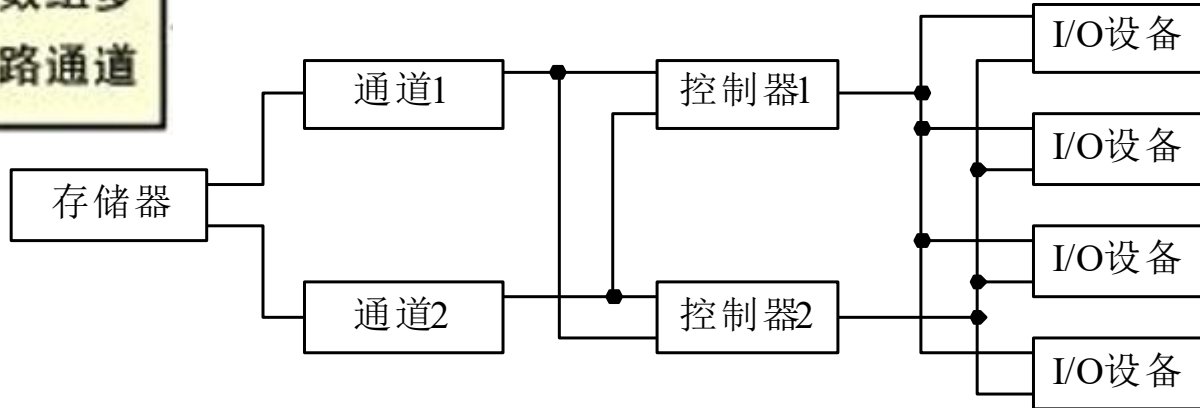 数组多
路通道
通道1
控制器1
I/O设备
I/O设备
存储器
I/O设备
通道2
控制器2
I/O设备